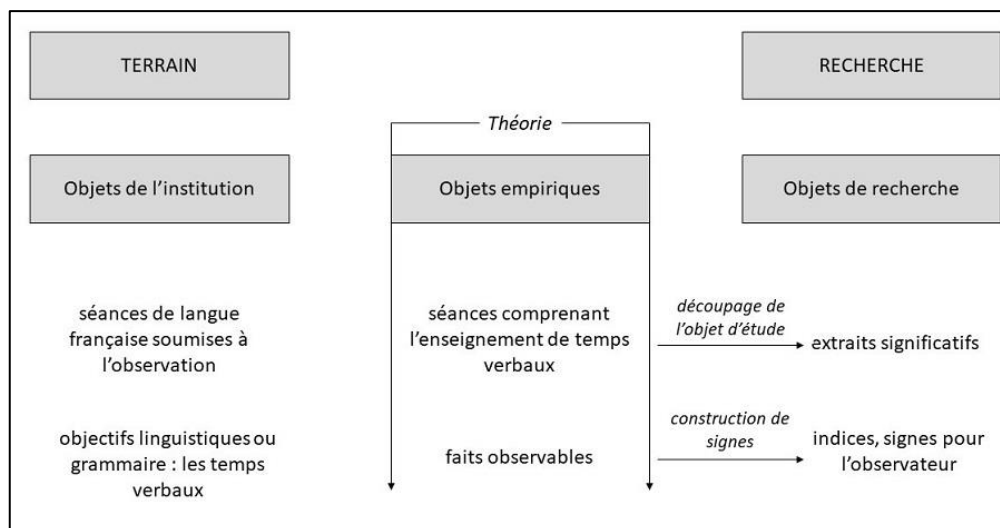 TERRAIN
RECHERCHE
Théorie
Objets de l’institution
Objets empiriques
Objets de recherche
séances de langue
française soumises à
l’observation
séances comprenant
l’enseignement de temps
verbaux
découpage de
l’objet d’étude
extraits significatifs
objectifs linguistiques ou
grammaire : les temps
verbaux
faits observables
construction de
signes
indices, signes pour
l’observateur